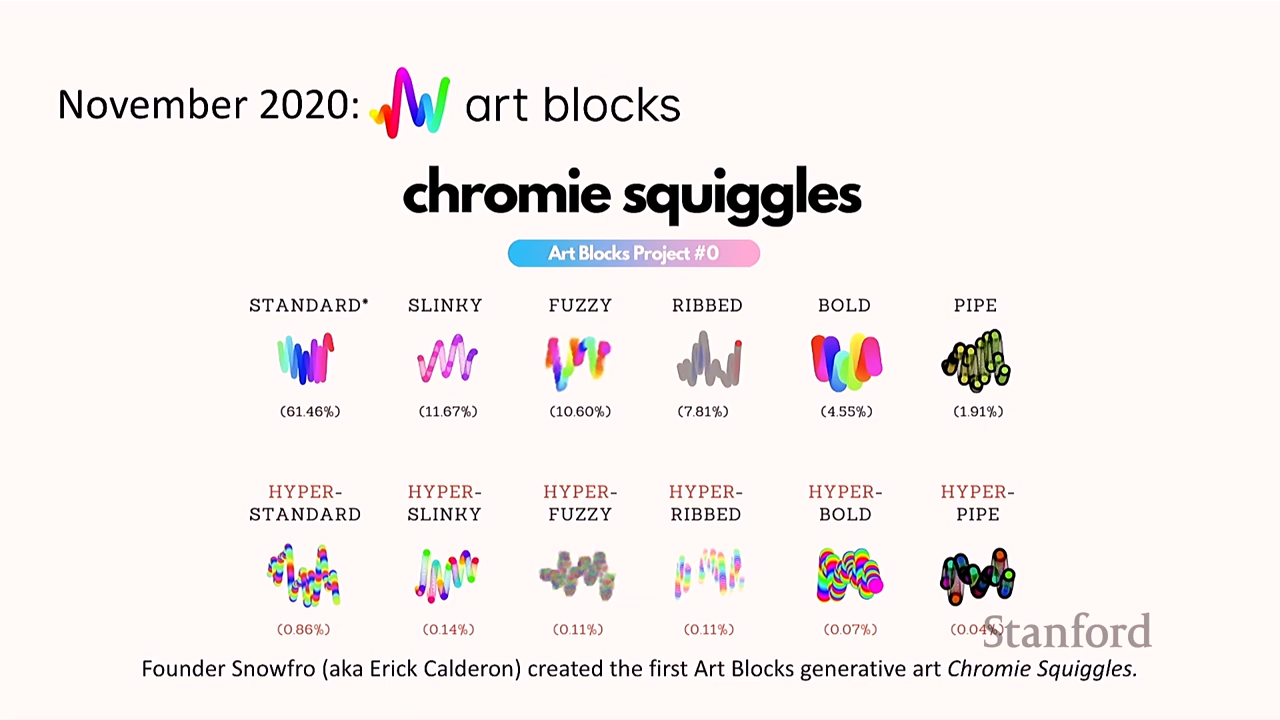 November 2020: art blocks
chromie squiggles
Art Blocks Project #0
STANDARD* SLINKY FUZZY RIBBED BOLD PIPE
(61.46%) (11.67%) (10.60%) (7.81%) (4.55%) (1.91%)
HYPER- HYPER- HYPER- HYPER- HYPER- HYPER-
STANDARD SLINKY FUZZY RIBBED BOLD PIPE
(0.86%) (0.14%) (0.11%) (0.11%) (0.07%) (0.04%)
Stanford
Founder Snowfro (aka Erick Calderon) created the first Art Blocks generative art Chromie Squiggles.